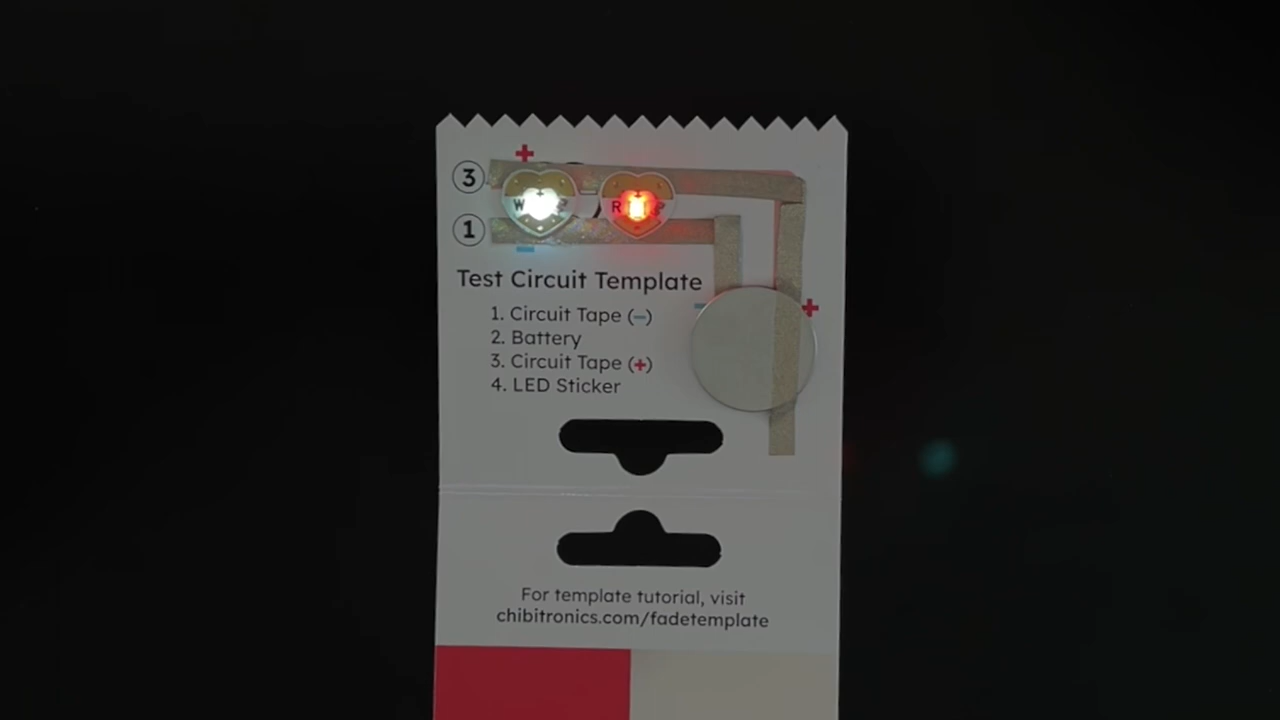 +
3
1
−
Test Circuit Template
− +
1. Circuit Tape (−)
2. Battery
3. Circuit Tape (+)
4. LED Sticker
For template tutorial, visit
chibitronics.com/fadetemplate